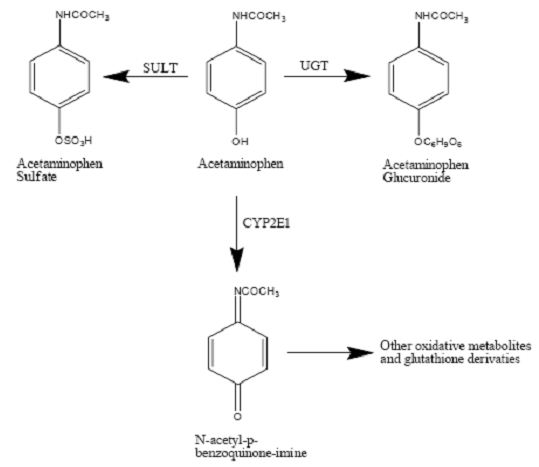 NHCOCH3
NHCOCH3
NHCOCH3
SULT
UGT
OSO3H
OH
OC6H9O6
Acetaminophen
Sulfate
Acetaminophen
Acetaminophen
Glucuronide
CYP2E1
NCOCH3
Other oxidative metabolites
and glutathione derivaties
O
N-acetyl-p-
benzoquinone-imine